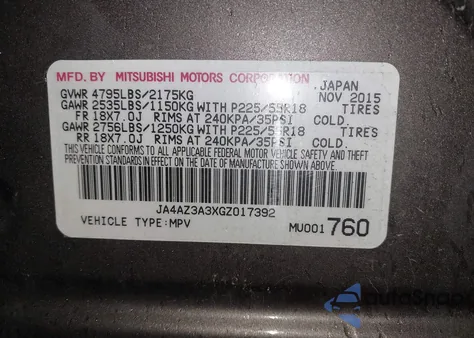 MFD. BY MITSUBISHI MOTORS CORPORATION JAPAN
GVWR 4795LBS/2175KG NOV 2015
GAWR 2535LBS/1150KG WITH P225/55R18 TIRES
FR 18X7.0J RIMS AT 240KPA/35PSI COLD.
GAWR 2756LBS/1250KG WITH P225/55R18 TIRES
RR 18X7.0J RIMS AT 240KPA/35PSI COLD.
THIS VEHICLE CONFORMS TO ALL APPLICABLE FEDERAL MOTOR VEHICLE SAFETY AND THEFT
PREVENTION STANDARDS IN EFFECT ON THE DATE OF MANUFACTURE SHOWN ABOVE.
JA4AZ3A3XGZ017392
VEHICLE TYPE:MPV MU001 760
autoSnap